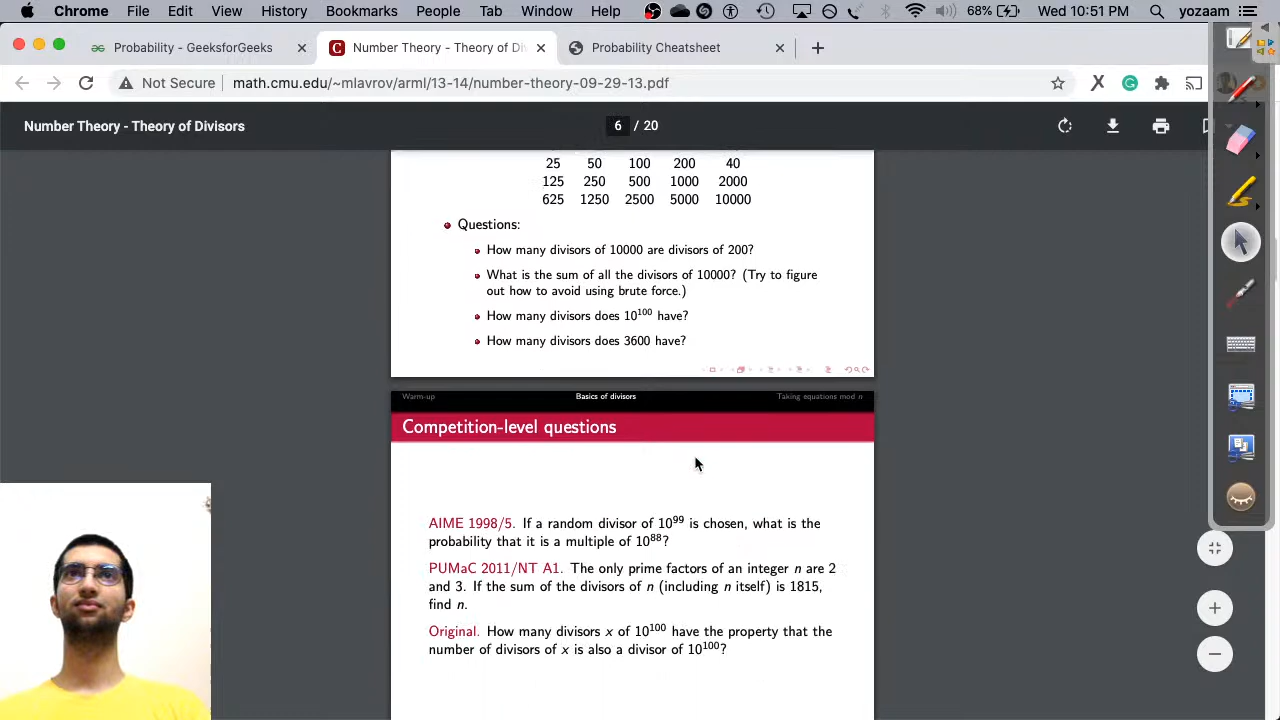 Chrome File Edit View History Bookmarks People Tab Window Help 68% Wed 10:51 PM yozaam
Probability - GeeksforGeeks × Number Theory - Theory of Di × Probability Cheatsheet × +
Not Secure math.cmu.edu/~mlavrov/arml/13-14/number-theory-09-29-13.pdf
Number Theory - Theory of Divisors 6 / 20
25 50 100 200 40
125 250 500 1000 2000
625 1250 2500 5000 10000
Questions:
How many divisors of 10000 are divisors of 200?
What is the sum of all the divisors of 10000? (Try to figure
out how to avoid using brute force.)
How many divisors does 10¹⁰⁰ have?
How many divisors does 3600 have?
Warm-up Basics of divisors Taking equations mod n
Competition-level questions
AIME 1998/5. If a random divisor of 10⁹⁹ is chosen, what is the
probability that it is a multiple of 10⁸⁸?
PUMaC 2011/NT A1. The only prime factors of an integer n are 2
and 3. If the sum of the divisors of n (including n itself) is 1815,
find n.
Original. How many divisors x of 10¹⁰⁰ have the property that the
number of divisors of x is also a divisor of 10¹⁰⁰?